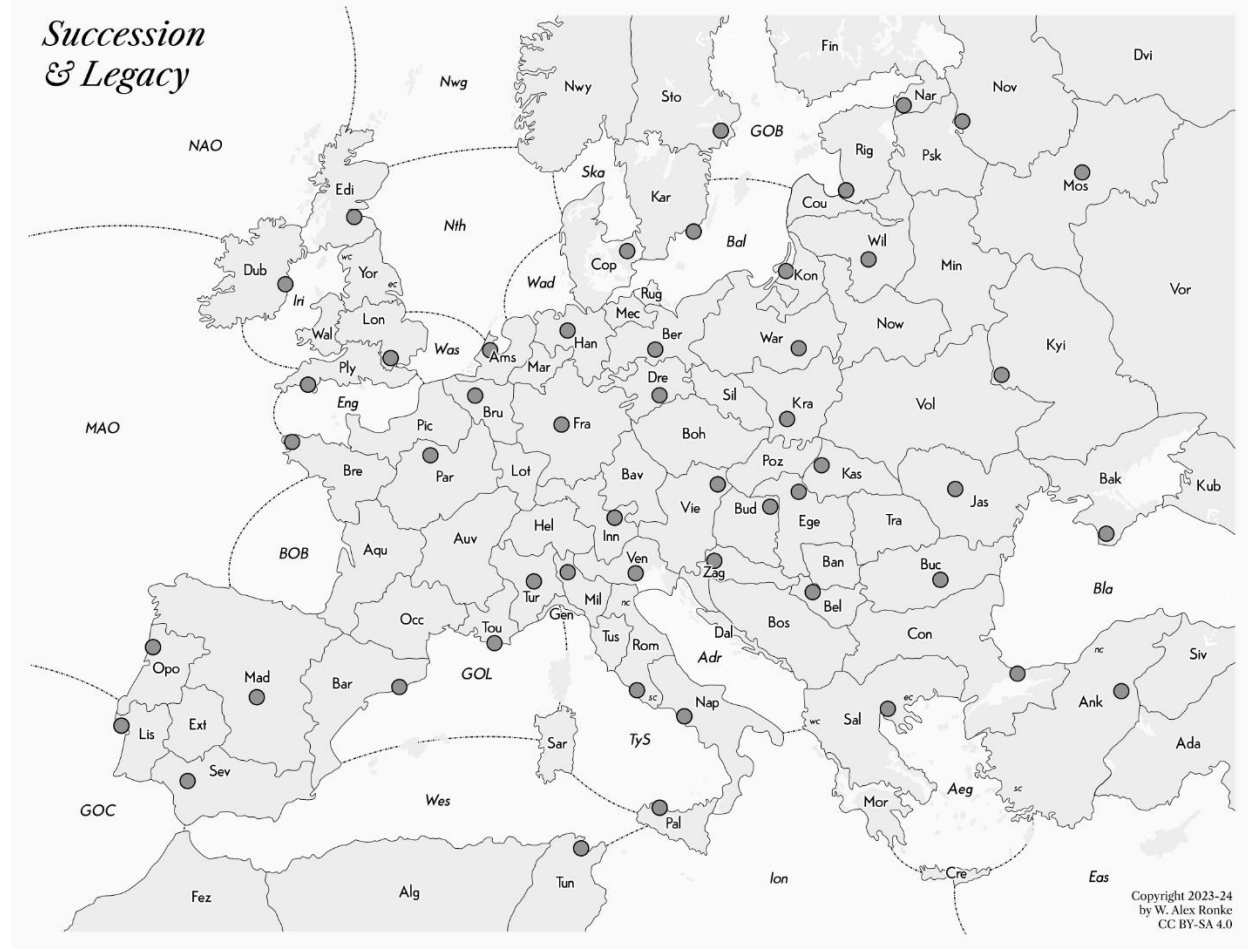 Succession
& Legacy
Nwg
Nwy
Sto
Fin
Dvi
Nov
Nar
NAO
GOB
Ska
Rig
Psk
Mos
Edi
Kar
Cou
Nth
Wil
Bal
Cop
Min
Dub
wc
Yor
ec
Iri
Wad
Kon
Vor
Rug
Mec
Lon
Wal
Was
Han
Ber
War
Now
Kyi
Ams
Mar
Ply
Dre
Sil
Eng
Bru
Kra
Vol
MAO
Pic
Fra
Boh
Bre
Par
Lot
Bav
Poz
Kas
Bak
Kub
Vie
Bud
Ege
Tra
Jas
Hel
Inn
BOB
Aqu
Auv
Ven
Zag
Ban
Buc
Bla
Tur
Mil
nc
Bel
Gen
Occ
Tou
Tus
Rom
Dal
Bos
Con
nc
Siv
Adr
Opo
Mad
Bar
GOL
sc
Nap
ec
Ank
Lis
Ext
wc
Sal
Sar
TyS
Ada
Sev
Aeg
sc
GOC
Wes
Mor
Pal
Fez
Alg
Tun
Ion
Cre
Eas
Copyright 2023-24
by W. Alex Ronke
CC BY-SA 4.0